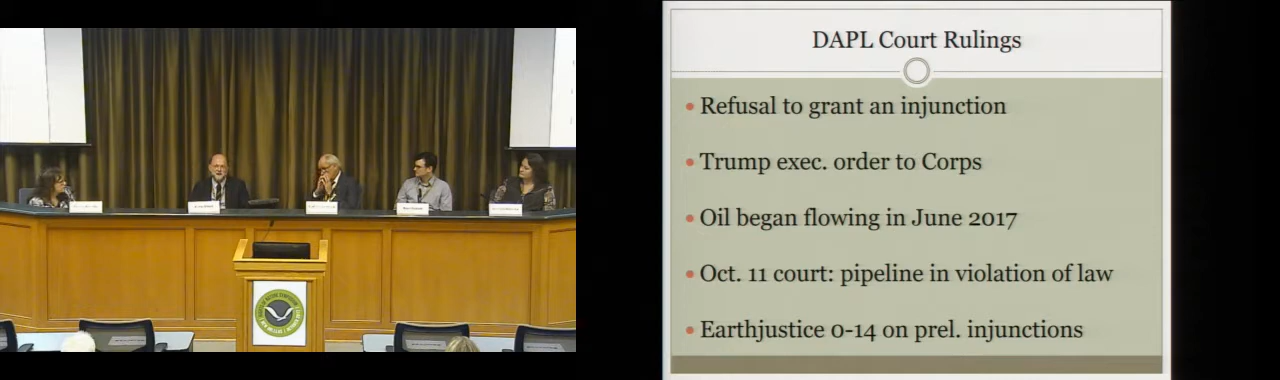 DAPL Court Rulings
• Refusal to grant an injunction
• Trump exec. order to Corps
• Oil began flowing in June 2017
• Oct. 11 court: pipeline in violation of law
• Earthjustice 0-14 on prel. injunctions